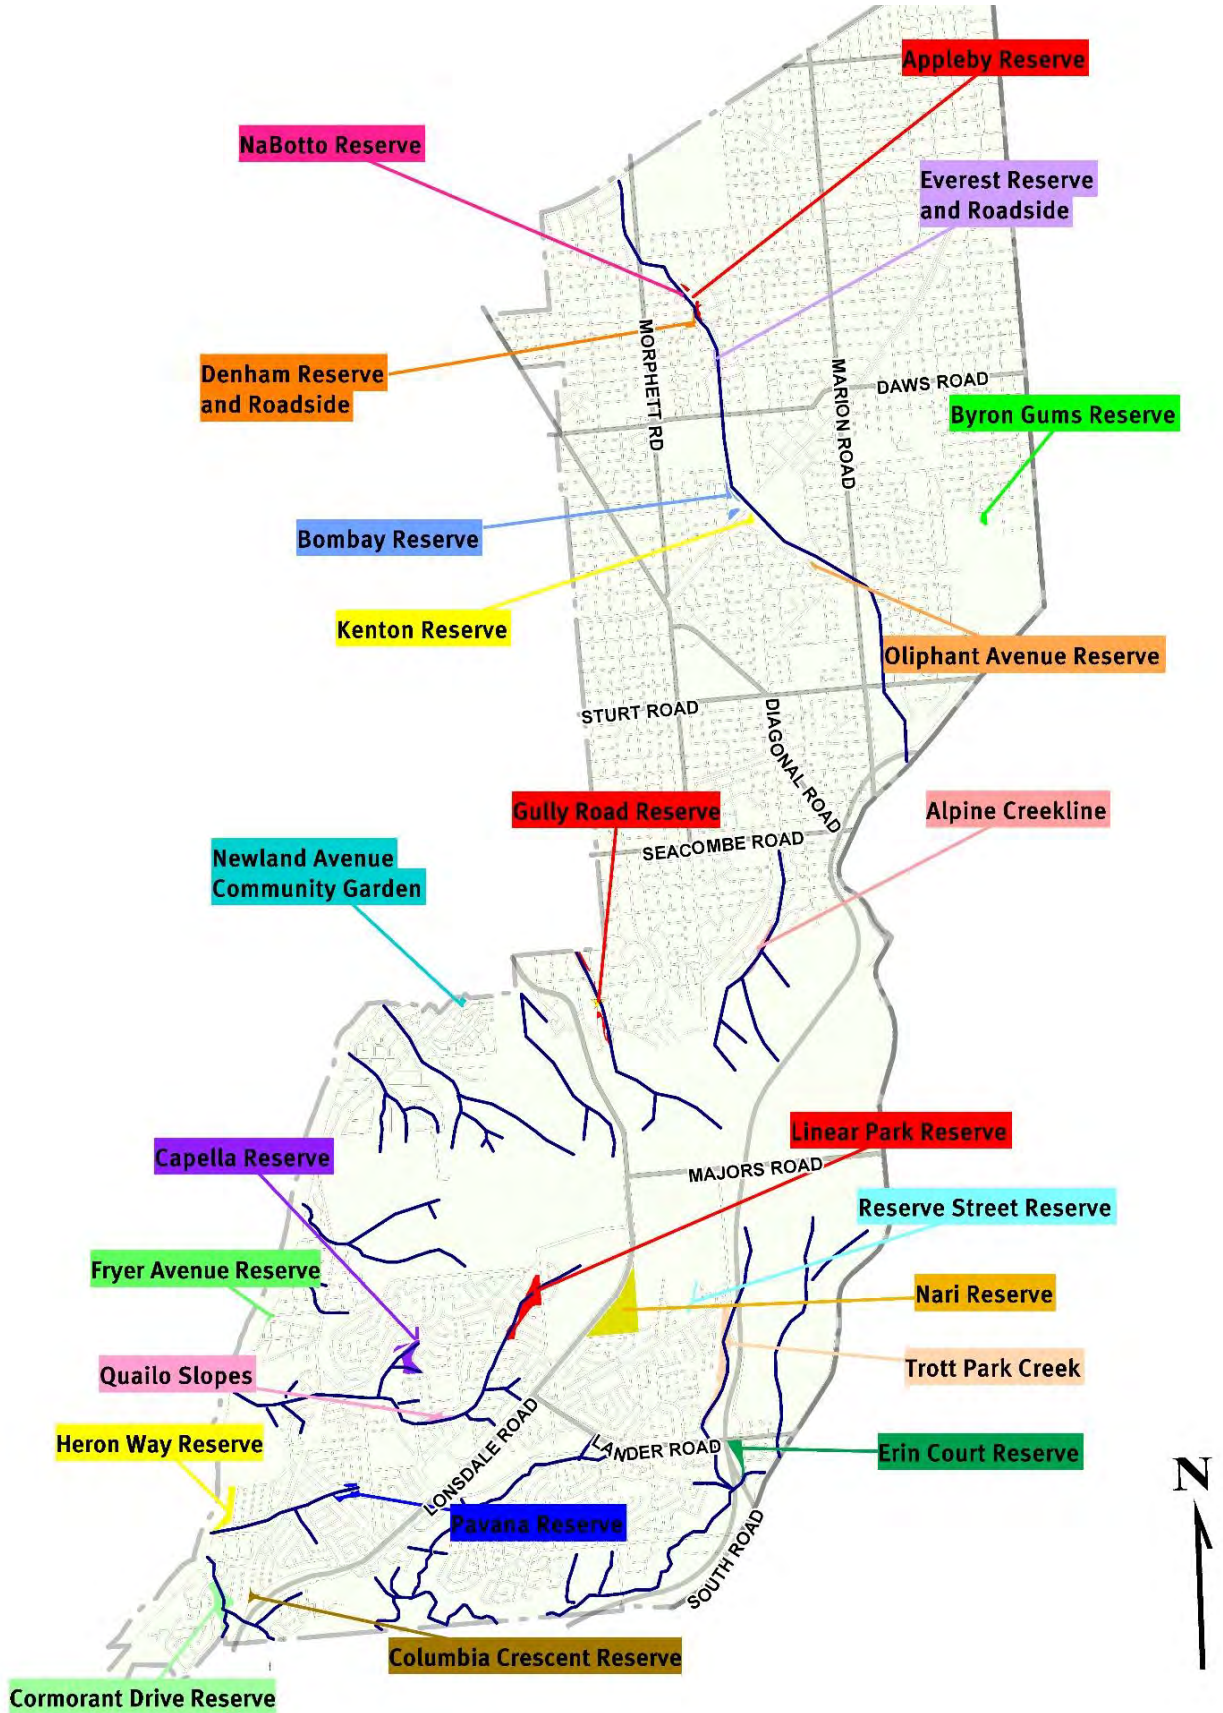 Appleby Reserve
NaBotto Reserve
Everest Reserve
and Roadside
MORPHETT RD
Denham Reserve
and Roadside
MARION ROAD
DAWS ROAD
Byron Gums Reserve
Bombay Reserve
Kenton Reserve
Oliphant Avenue Reserve
STURT ROAD
DIAGONAL ROAD
Gully Road Reserve
Alpine Creekline
SEACOMBE ROAD
Newland Avenue
Community Garden
Linear Park Reserve
Capella Reserve
MAJORS ROAD
Reserve Street Reserve
Fryer Avenue Reserve
Nari Reserve
Quailo Slopes
Trott Park Creek
Heron Way Reserve
LONSDALE ROAD
LANDER ROAD
Erin Court Reserve
N
Pavana Reserve
SOUTH ROAD
Columbia Crescent Reserve
Cormorant Drive Reserve